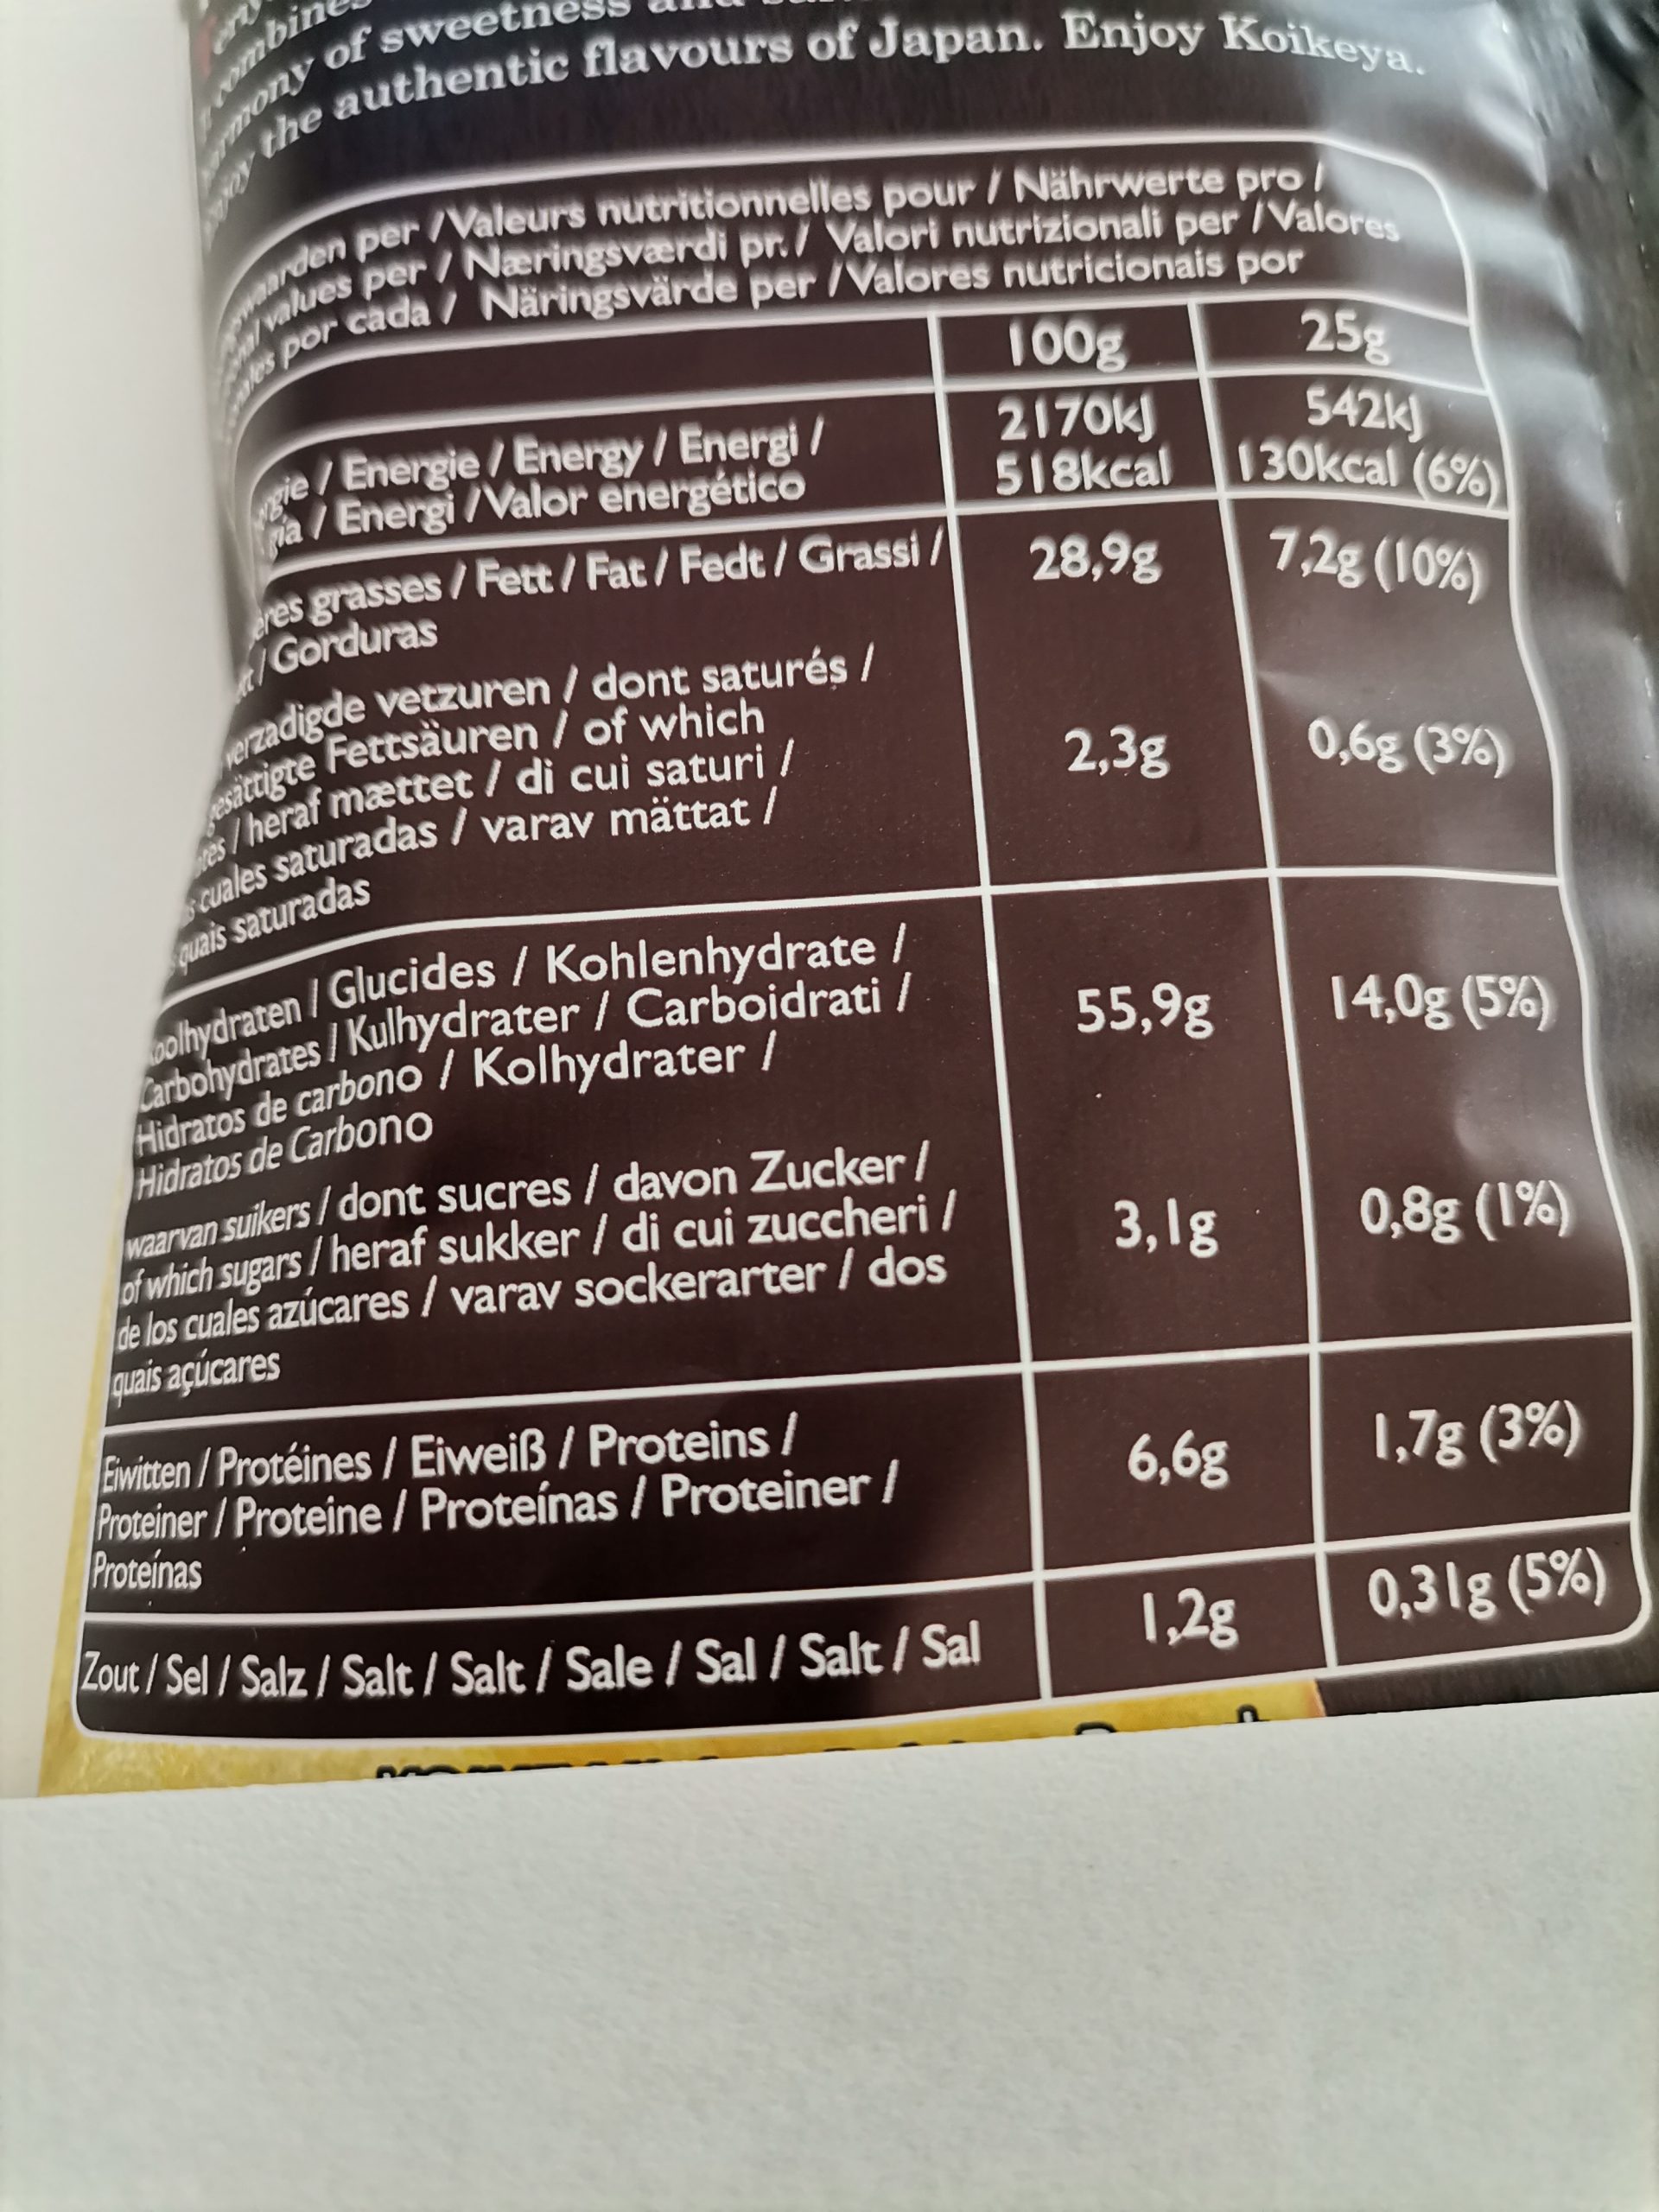 of sweetness
the authentic flavours of Japan. Enjoy Koikeya.
per / Valeurs nutritionnelles pour / Nährwerte pro /
values per / Næringsværdi pr. / Valori nutrizionali per / Valores
por cada / Näringsvärde per / Valores nutricionais por
100g 25g
/ Energie / Energy / Energi /
/ Energi / Valor energético
2170kJ 542kJ
518kcal 130kcal (6%)
grasses / Fett / Fat / Fedt / Grassi /
/ Gorduras
28,9g 7,2g (10%)
vetzuren / dont saturés /
Fettsäuren / of which
/ heraf mættet / di cui saturi /
cuales saturadas / varav mättat /
quais saturadas
2,3g 0,6g (3%)
Koolhydraten / Glucides / Kohlenhydrate /
Carbohydrates / Kulhydrater / Carboidrati /
Hidratos de carbono / Kolhydrater /
Hidratos de Carbono
55,9g 14,0g (5%)
waarvan suikers / dont sucres / davon Zucker /
of which sugars / heraf sukker / di cui zuccheri /
de los cuales azúcares / varav sockerarter / dos
quais açúcares
3,1g 0,8g (1%)
Eiwitten / Protéines / Eiweiß / Proteins /
Proteiner / Proteine / Proteínas / Proteiner /
Proteínas
6,6g 1,7g (3%)
Zout / Sel / Salz / Salt / Salt / Sale / Sal / Salt / Sal
1,2g 0,31g (5%)